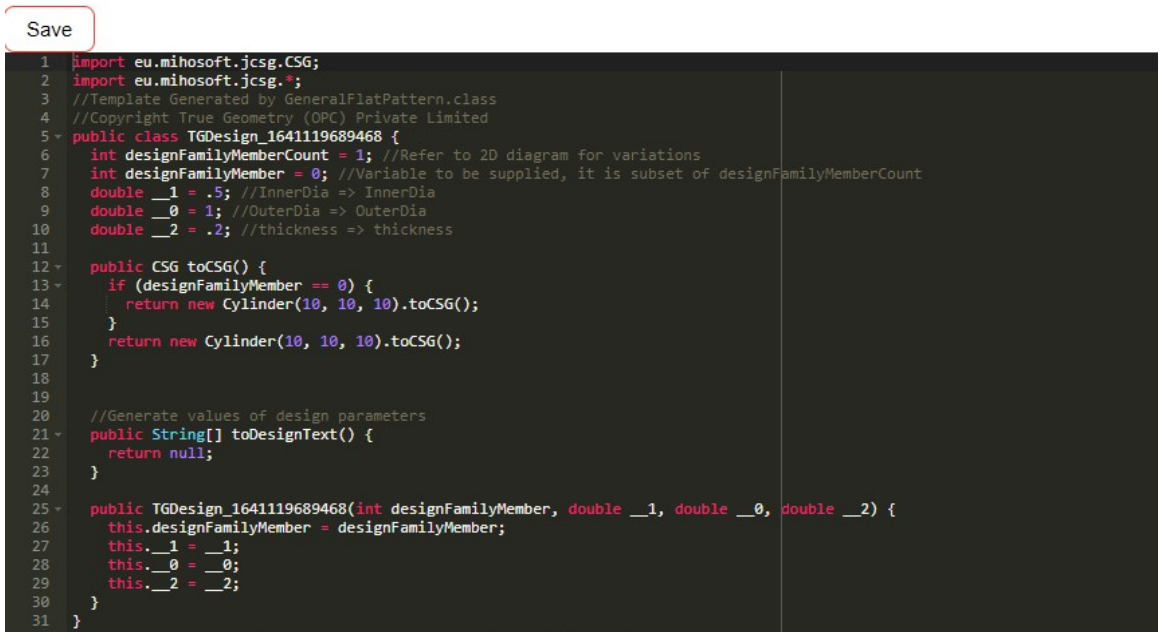 Save
1 import eu.mihosoft.jcsg.CSG;
2 import eu.mihosoft.jcsg.*;
3 //Template Generated by GeneralFlatPattern.class
4 //Copyright True Geometry (OPC) Private Limited
5 public class TGDesign_1641119689468 {
6 int designFamilyMemberCount = 1; //Refer to 2D diagram for variations
7 int designFamilyMember = 0; //Variable to be supplied, it is subset of designFamilyMemberCount
8 double __1 = .5; //InnerDia => InnerDia
9 double __0 = 1; //OuterDia => OuterDia
10 double __2 = .2; //thickness => thickness
11
12 public CSG toCSG() {
13 if (designFamilyMember == 0) {
14 return new Cylinder(10, 10, 10).toCSG();
15 }
16 return new Cylinder(10, 10, 10).toCSG();
17 }
18
19
20 //Generate values of design parameters
21 public String[] toDesignText() {
22 return null;
23 }
24
25 public TGDesign_1641119689468(int designFamilyMember, double __1, double __0, double __2) {
26 this.designFamilyMember = designFamilyMember;
27 this.__1 = __1;
28 this.__0 = __0;
29 this.__2 = __2;
30 }
31 }